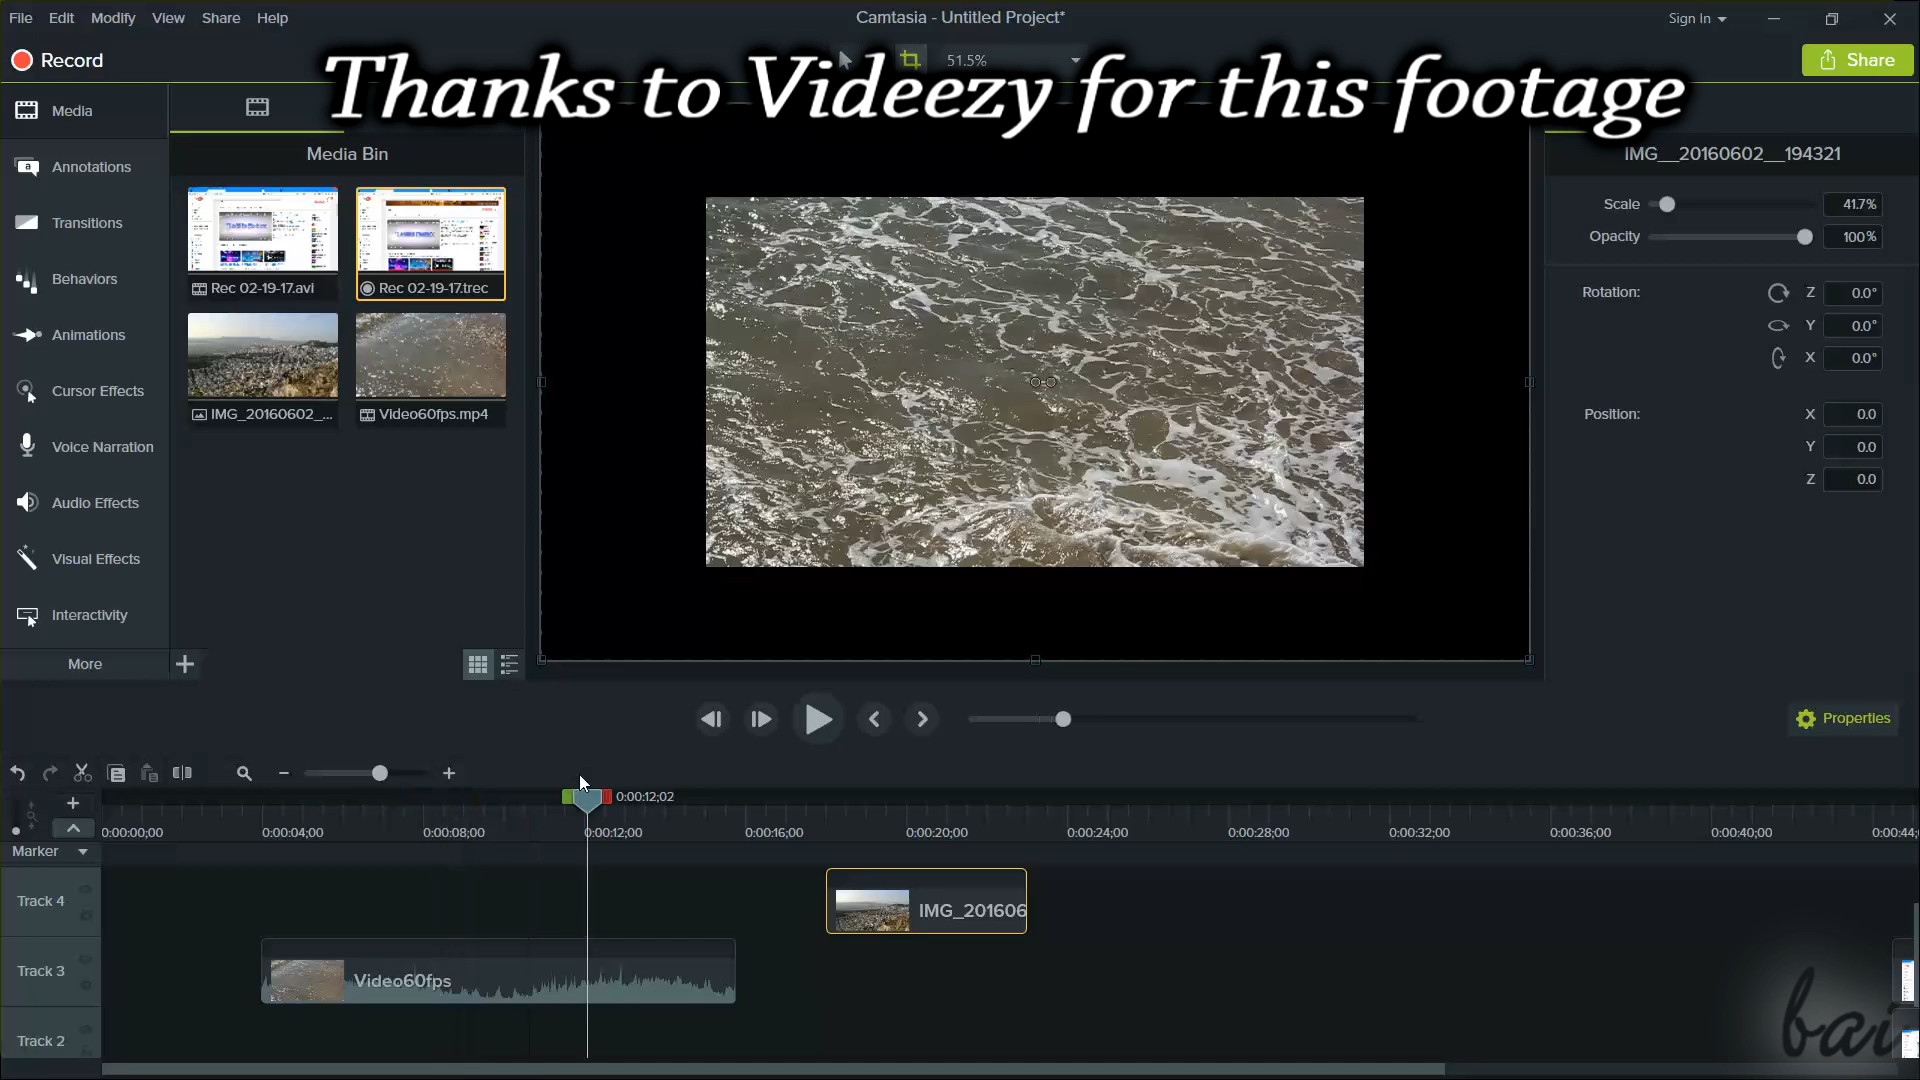 File Edit Modify View Share Help
Camtasia - Untitled Project*
Sign In
Record
51.5%
Share
Thanks to Videezy for this footage
Media
Annotations
Transitions
Behaviors
Animations
Cursor Effects
Voice Narration
Audio Effects
Visual Effects
Interactivity
More
Media Bin
Rec 02-19-17.avi
Rec 02-19-17.trec
IMG_20160602_...
Video60fps.mp4
IMG__20160602__194321
Scale 41.7%
Opacity 100%
Rotation: Z 0.0°
Y 0.0°
X 0.0°
Position: X 0.0
Y 0.0
Z 0.0
Properties
0:00:12;02
0:00:00;00 0:00:04;00 0:00:08;00 0:00:12;00 0:00:16;00 0:00:20;00 0:00:24;00 0:00:28;00 0:00:32;00 0:00:36;00 0:00:40;00 0:00:44;
Marker
Track 4
IMG_201606
Track 3
Video60fps
Track 2
bai